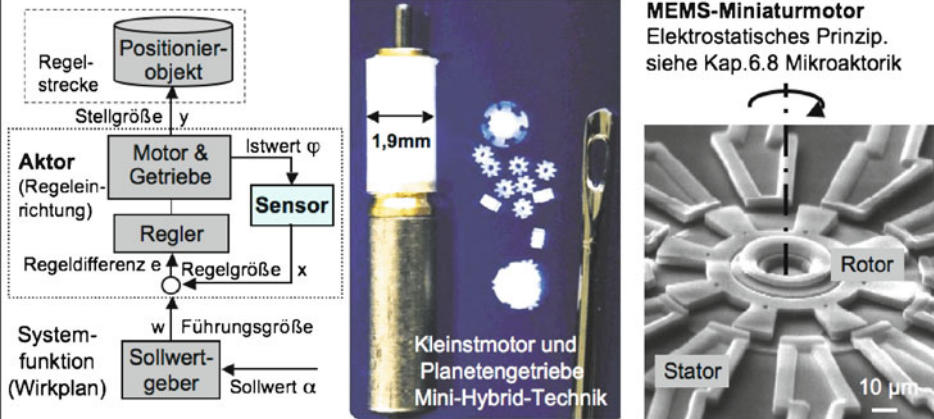 Positionier-
objekt
Regel-
strecke
Stellgröße y
Aktor
(Regelein-
richtung)
Motor &
Getriebe
Istwert φ
Sensor
Regler
Regeldifferenz e
Regelgröße x
w Führungsgröße
System-
funktion
(Wirkplan)
Sollwert-
geber
Sollwert α
1,9mm
Kleinstmotor und
Planetengetriebe
Mini-Hybrid-Technik
MEMS-Miniaturmotor
Elektrostatisches Prinzip.
siehe Kap.6.8 Mikroaktorik
Rotor
Stator
10 µm